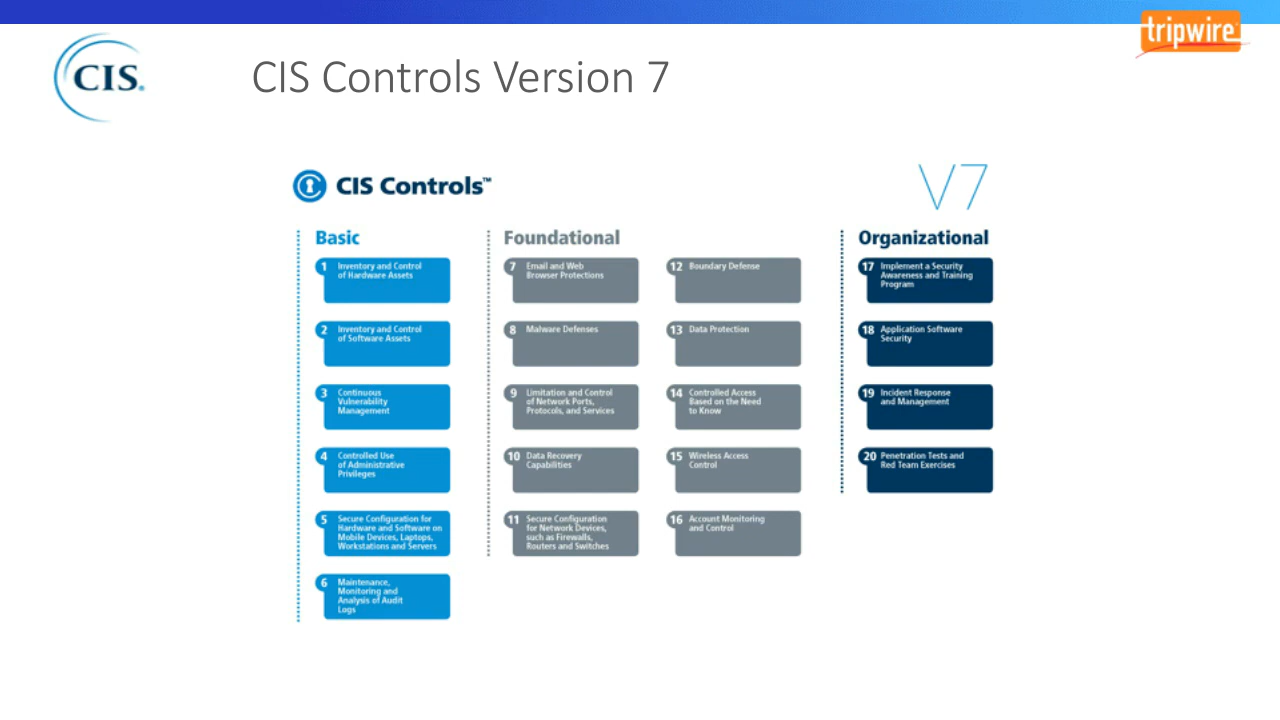 tripwire
CIS.
CIS Controls Version 7
CIS Controls™
V7
Basic
1 Inventory and Control
of Hardware Assets
2 Inventory and Control
of Software Assets
3 Continuous
Vulnerability
Management
4 Controlled Use
of Administrative
Privileges
5 Secure Configuration for
Hardware and Software on
Mobile Devices, Laptops,
Workstations and Servers
6 Maintenance,
Monitoring and
Analysis of Audit
Logs
Foundational
7 Email and Web
Browser Protections
8 Malware Defenses
9 Limitation and Control
of Network Ports,
Protocols, and Services
10 Data Recovery
Capabilities
11 Secure Configuration
for Network Devices,
such as Firewalls,
Routers and Switches
12 Boundary Defense
13 Data Protection
14 Controlled Access
Based on the Need
to Know
15 Wireless Access
Control
16 Account Monitoring
and Control
Organizational
17 Implement a Security
Awareness and Training
Program
18 Application Software
Security
19 Incident Response
and Management
20 Penetration Tests and
Red Team Exercises